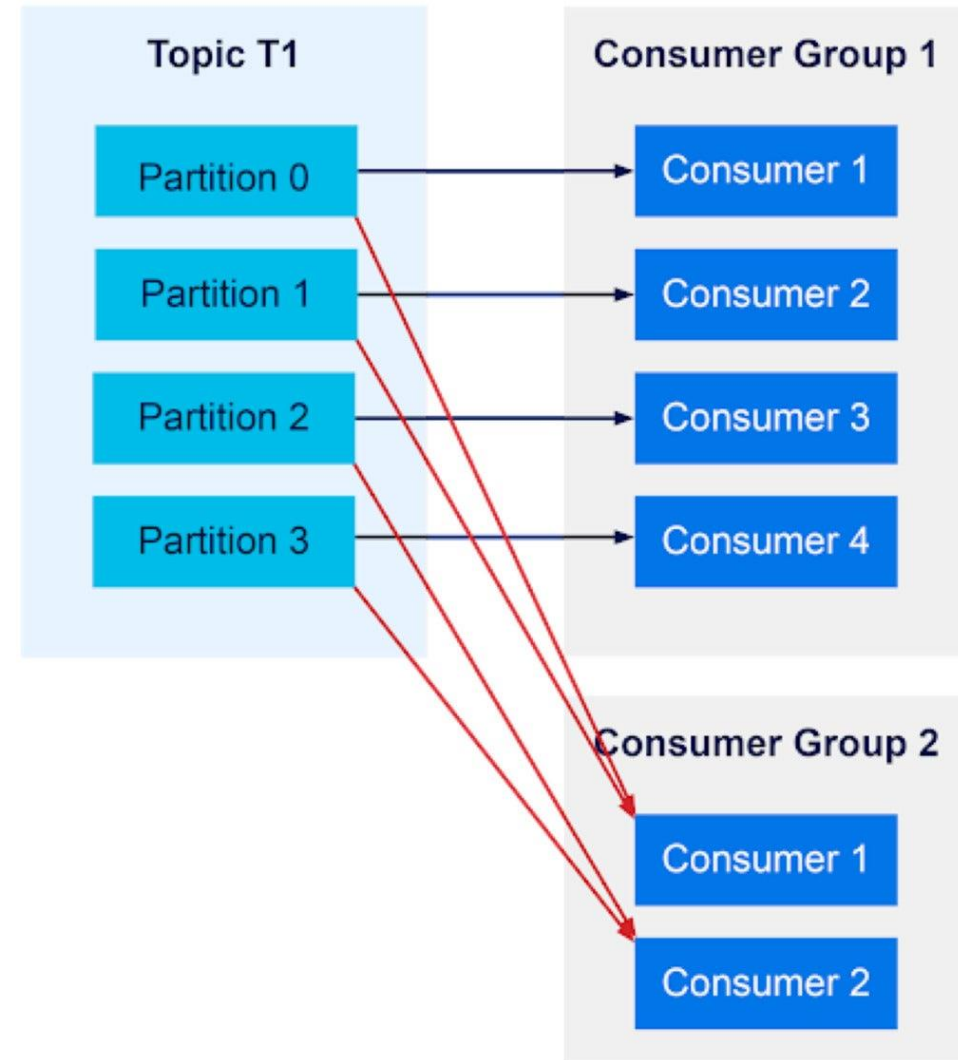 Topic T1
Partition 0
Partition 1
Partition 2
Partition 3
Consumer Group 1
Consumer 1
Consumer 2
Consumer 3
Consumer 4
Consumer Group 2
Consumer 1
Consumer 2